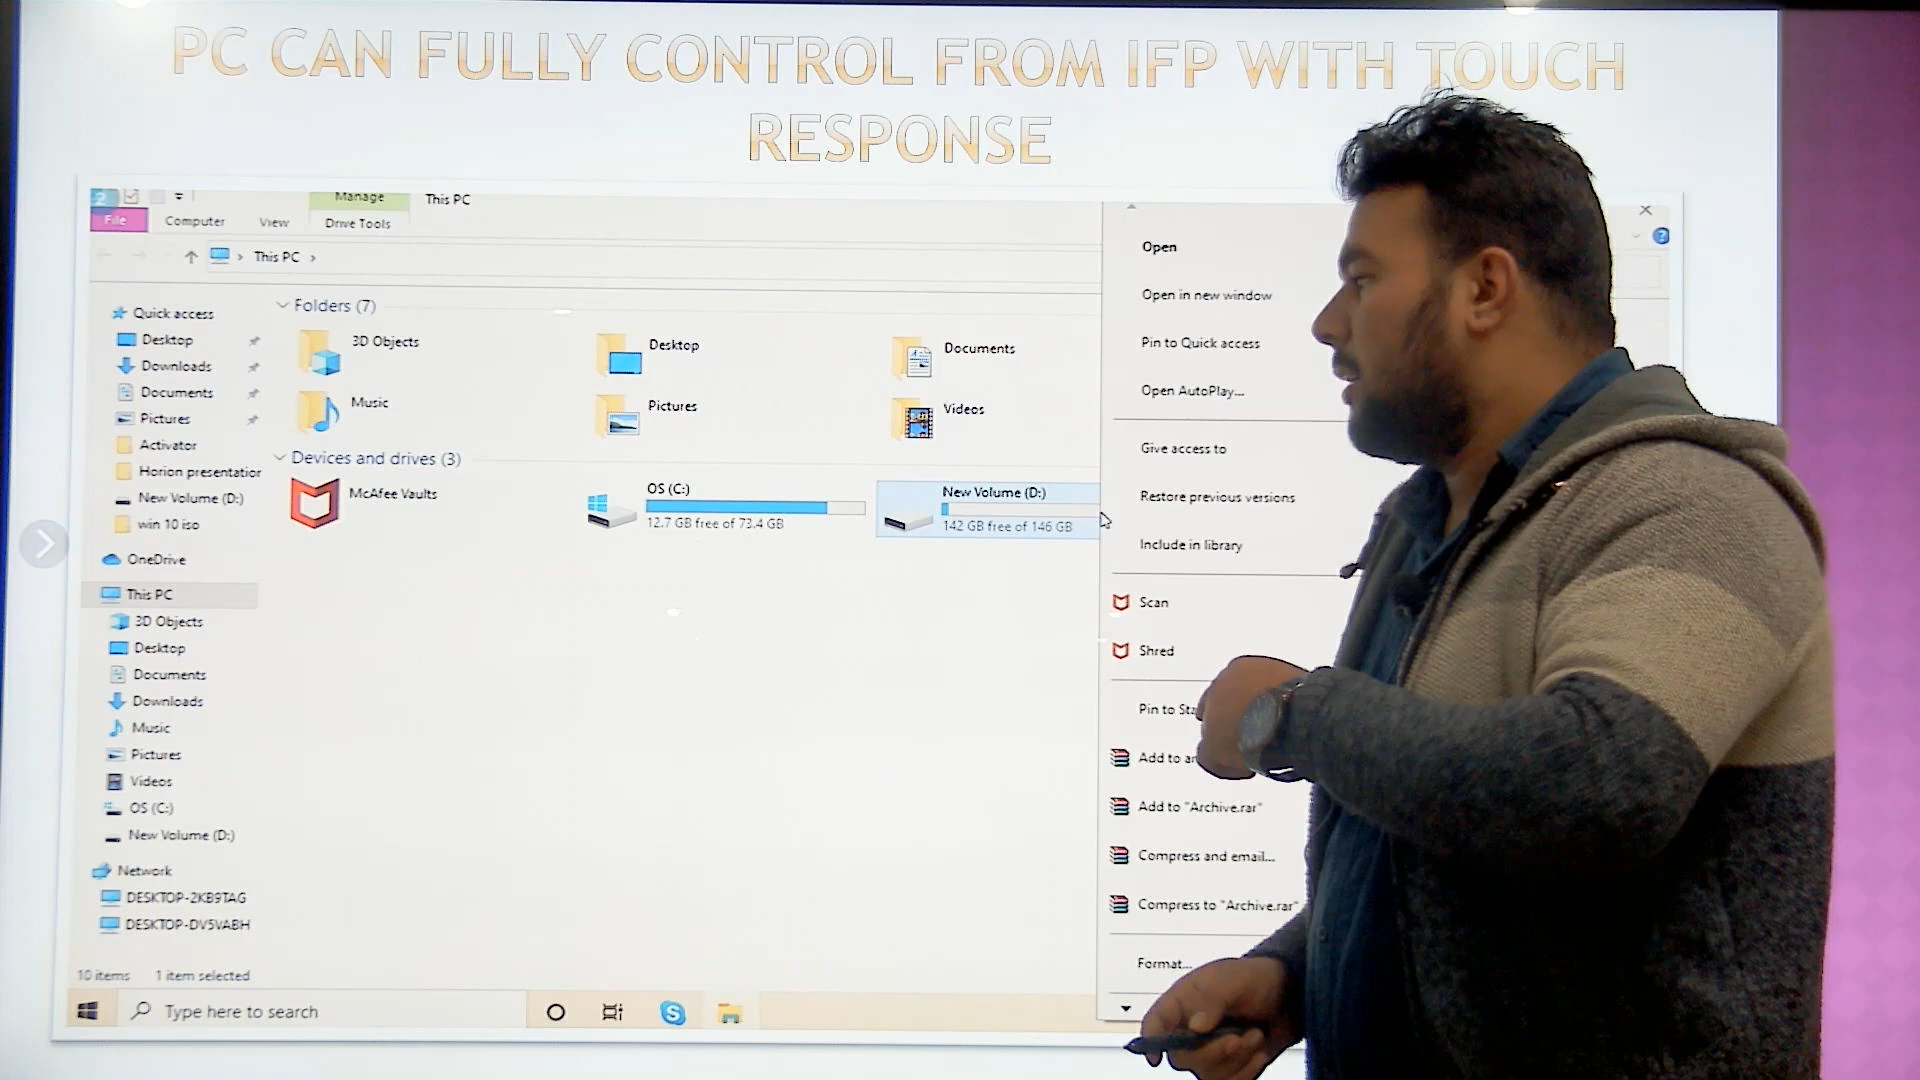 PC CAN FULLY CONTROL FROM IFP WITH TOUCH
RESPONSE
Manage
This PC
File
Computer
View
Drive Tools
This PC
Quick access
Desktop
Downloads
Documents
Pictures
Activator
Horion presentation
New Volume (D:)
win 10 iso
OneDrive
This PC
3D Objects
Desktop
Documents
Downloads
Music
Pictures
Videos
OS (C:)
New Volume (D:)
Network
DESKTOP-2KB9TAG
DESKTOP-DV5VABH
10 items 1 item selected
Folders (7)
3D Objects
Desktop
Documents
Music
Pictures
Videos
Devices and drives (3)
McAfee Vaults
OS (C:)
12.7 GB free of 73.4 GB
New Volume (D:)
142 GB free of 146 GB
Open
Open in new window
Pin to Quick access
Open AutoPlay...
Give access to
Restore previous versions
Include in library
Scan
Shred
Pin to
Add to
Add to "Archive.rar"
Compress and email...
Compress to "Archive.rar"
Format...
Type here to search